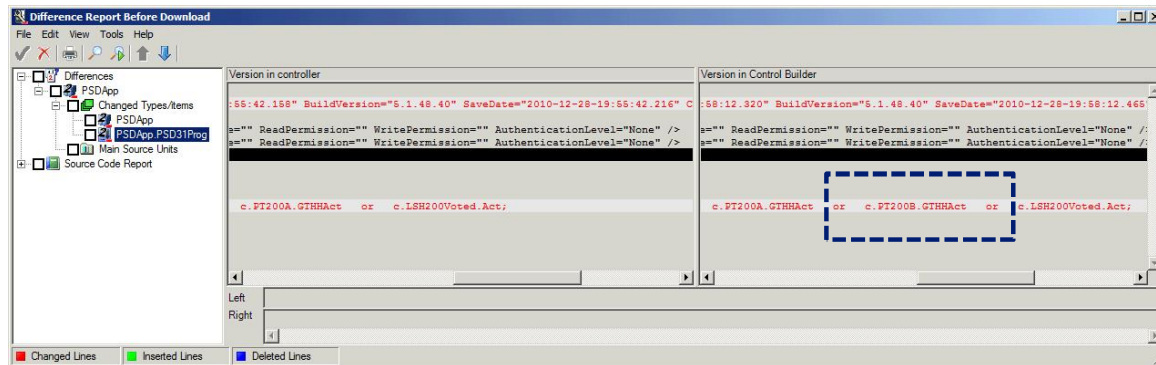 Difference Report Before Download
File Edit View Tools Help
Differences
PSDApp
Changed Types/items
PSDApp
PSDApp.PSD31Prog
Main Source Units
Source Code Report
Version in controller
:55:42.158" BuildVersion="5.1.48.40" SaveDate="2010-12-28-19:55:42.216" C
e="" ReadPermission="" WritePermission="" AuthenticationLevel="None" />
e="" ReadPermission="" WritePermission="" AuthenticationLevel="None" />
c.PT200A.GTHHAct or c.LSH200Voted.Act;
Version in Control Builder
:58:12.320" BuildVersion="5.1.48.40" SaveDate="2010-12-28-19:58:12.465"
e="" ReadPermission="" WritePermission="" AuthenticationLevel="None" /
e="" ReadPermission="" WritePermission="" AuthenticationLevel="None" /
c.PT200A.GTHHAct or c.PT200B.GTHHAct or c.LSH200Voted.Act;
Left
Right
Changed Lines Inserted Lines Deleted Lines